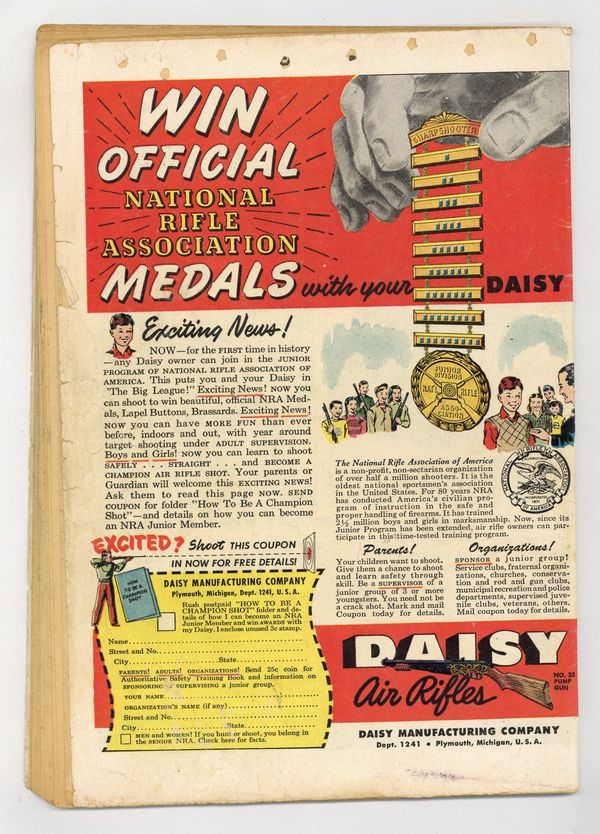 WIN
OFFICIAL
NATIONAL
RIFLE
ASSOCIATION
MEDALS with your DAISY
SHARPSHOOTER
JUNIOR
DIVISION
NAT'L RIFLE
ASSO-
CIATION
Exciting News!
NOW—for the FIRST time in history
—any Daisy owner can join in the JUNIOR
PROGRAM OF NATIONAL RIFLE ASSOCIATION OF
AMERICA. This puts you and your Daisy in
"The Big League!" Exciting News! NOW you
can shoot to win beautiful, official NRA Med-
als, Lapel Buttons, Brassards. Exciting News!
NOW you can have MORE FUN than ever
before, indoors and out, with year around
target shooting under ADULT SUPERVISION.
Boys and Girls! NOW you can learn to shoot
SAFELY . . . STRAIGHT . . . and BECOME A
CHAMPION AIR RIFLE SHOT. Your parents or
Guardian will welcome this EXCITING NEWS!
Ask them to read this page NOW. SEND
COUPON for folder "How To Be A Champion
Shot"—and details on how you can become
an NRA Junior Member.
The National Rifle Association of America
is a non-profit, non-sectarian organization
of over half a million shooters. It is the
oldest national sportsmen's association
in the United States. For 80 years NRA
has conducted America's civilian pro-
gram of instruction in the safe and
proper handling of firearms. It has trained
2½ million boys and girls in marksmanship. Now, since its
Junior Program has been extended, air rifle owners can par-
ticipate in this time-tested training program.
NATIONAL RIFLE ASSOCIATION
INCORPORATED
1871
Parents!
Your children want to shoot.
Give them a chance to shoot
and learn safety through
skill. Be a SUPERVISOR of a
junior group of 3 or more
youngsters. You need not be
a crack shot. Mark and mail
Coupon today for details.
Organizations!
SPONSOR a junior group!
Service clubs, fraternal organi-
zations, churches, conserva-
tion and rod and gun clubs,
municipal recreation and police
departments, supervised juve-
nile clubs, veterans, others.
Mail coupon today for details.
EXCITED? Shoot THIS COUPON
IN NOW FOR FREE DETAILS!
HOW
TO BE A
CHAMPION
SHOT
DAISY MANUFACTURING COMPANY
Plymouth, Michigan, Dept. 1241, U. S. A.
Rush postpaid "HOW TO BE A
CHAMPION SHOT" folder and de-
tails of how I can become an NRA
Junior Member and win AWARDS with
my Daisy. I enclose unused 3c stamp.
Name
Street and No.
City State
PARENTS! ADULTS! ORGANIZATIONS! Send 25c coin for
Authoritative Safety Training Book and information on
SPONSORING or SUPERVISING a junior group.
YOUR NAME
ORGANIZATION'S NAME (if any)
Street and No.
City State
MEN and WOMEN! If you hunt or shoot, you belong in
the SENIOR NRA. Check here for facts.
DAISY
Air Rifles
NO. 25
PUMP
GUN
DAISY MANUFACTURING COMPANY
Dept. 1241 • Plymouth, Michigan, U. S. A.